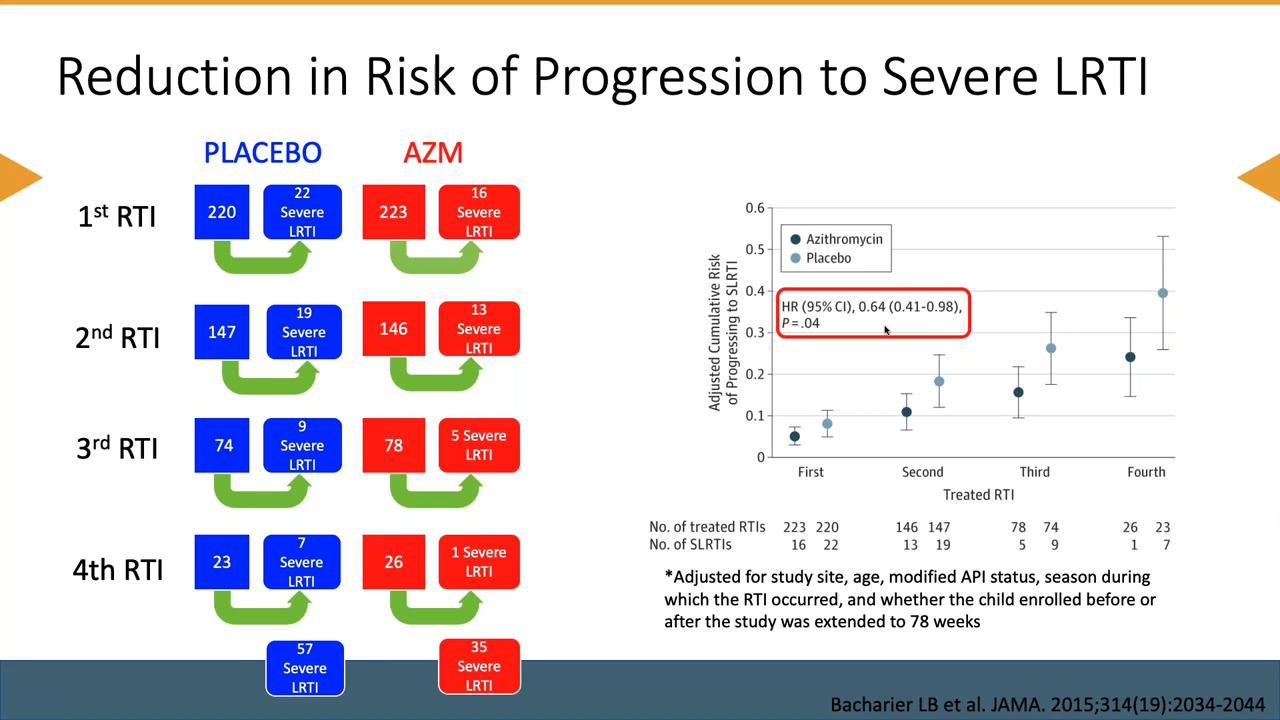 Reduction in Risk of Progression to Severe LRTI
PLACEBO
AZM
1st RTI
220
22
Severe
LRTI
223
16
Severe
LRTI
2nd RTI
147
19
Severe
LRTI
146
13
Severe
LRTI
3rd RTI
74
9
Severe
LRTI
78
5 Severe
LRTI
4th RTI
23
7
Severe
LRTI
26
1 Severe
LRTI
57
Severe
LRTI
35
Severe
LRTI
Adjusted Cumulative Risk
of Progressing to SLRTI
0.6
0.5
0.4
0.3
0.2
0.1
0
Azithromycin
Placebo
HR (95% CI), 0.64 (0.41-0.98),
P = .04
First Second Third Fourth
Treated RTI
No. of treated RTIs 223 220 146 147 78 74 26 23
No. of SLRTIs 16 22 13 19 5 9 1 7
*Adjusted for study site, age, modified API status, season during
which the RTI occurred, and whether the child enrolled before or
after the study was extended to 78 weeks
Bacharier LB et al. JAMA. 2015;314(19):2034-2044